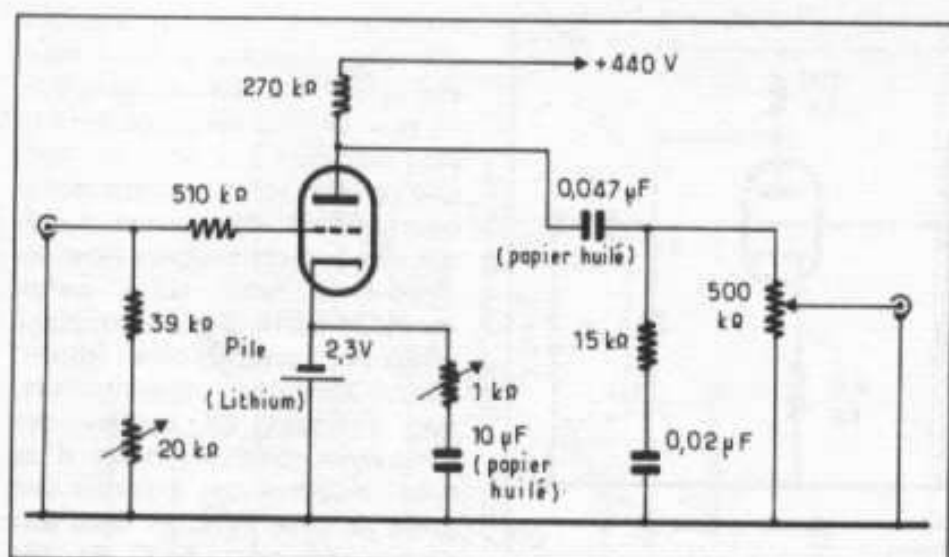 +440 V
270 kΩ
510 kΩ
0,047 µF
(papier huilé)
39 kΩ
Pile
2,3V
(Lithium)
20 kΩ
1 kΩ
10 µF
(papier
huilé)
15 kΩ
0,02 µF
500
kΩ